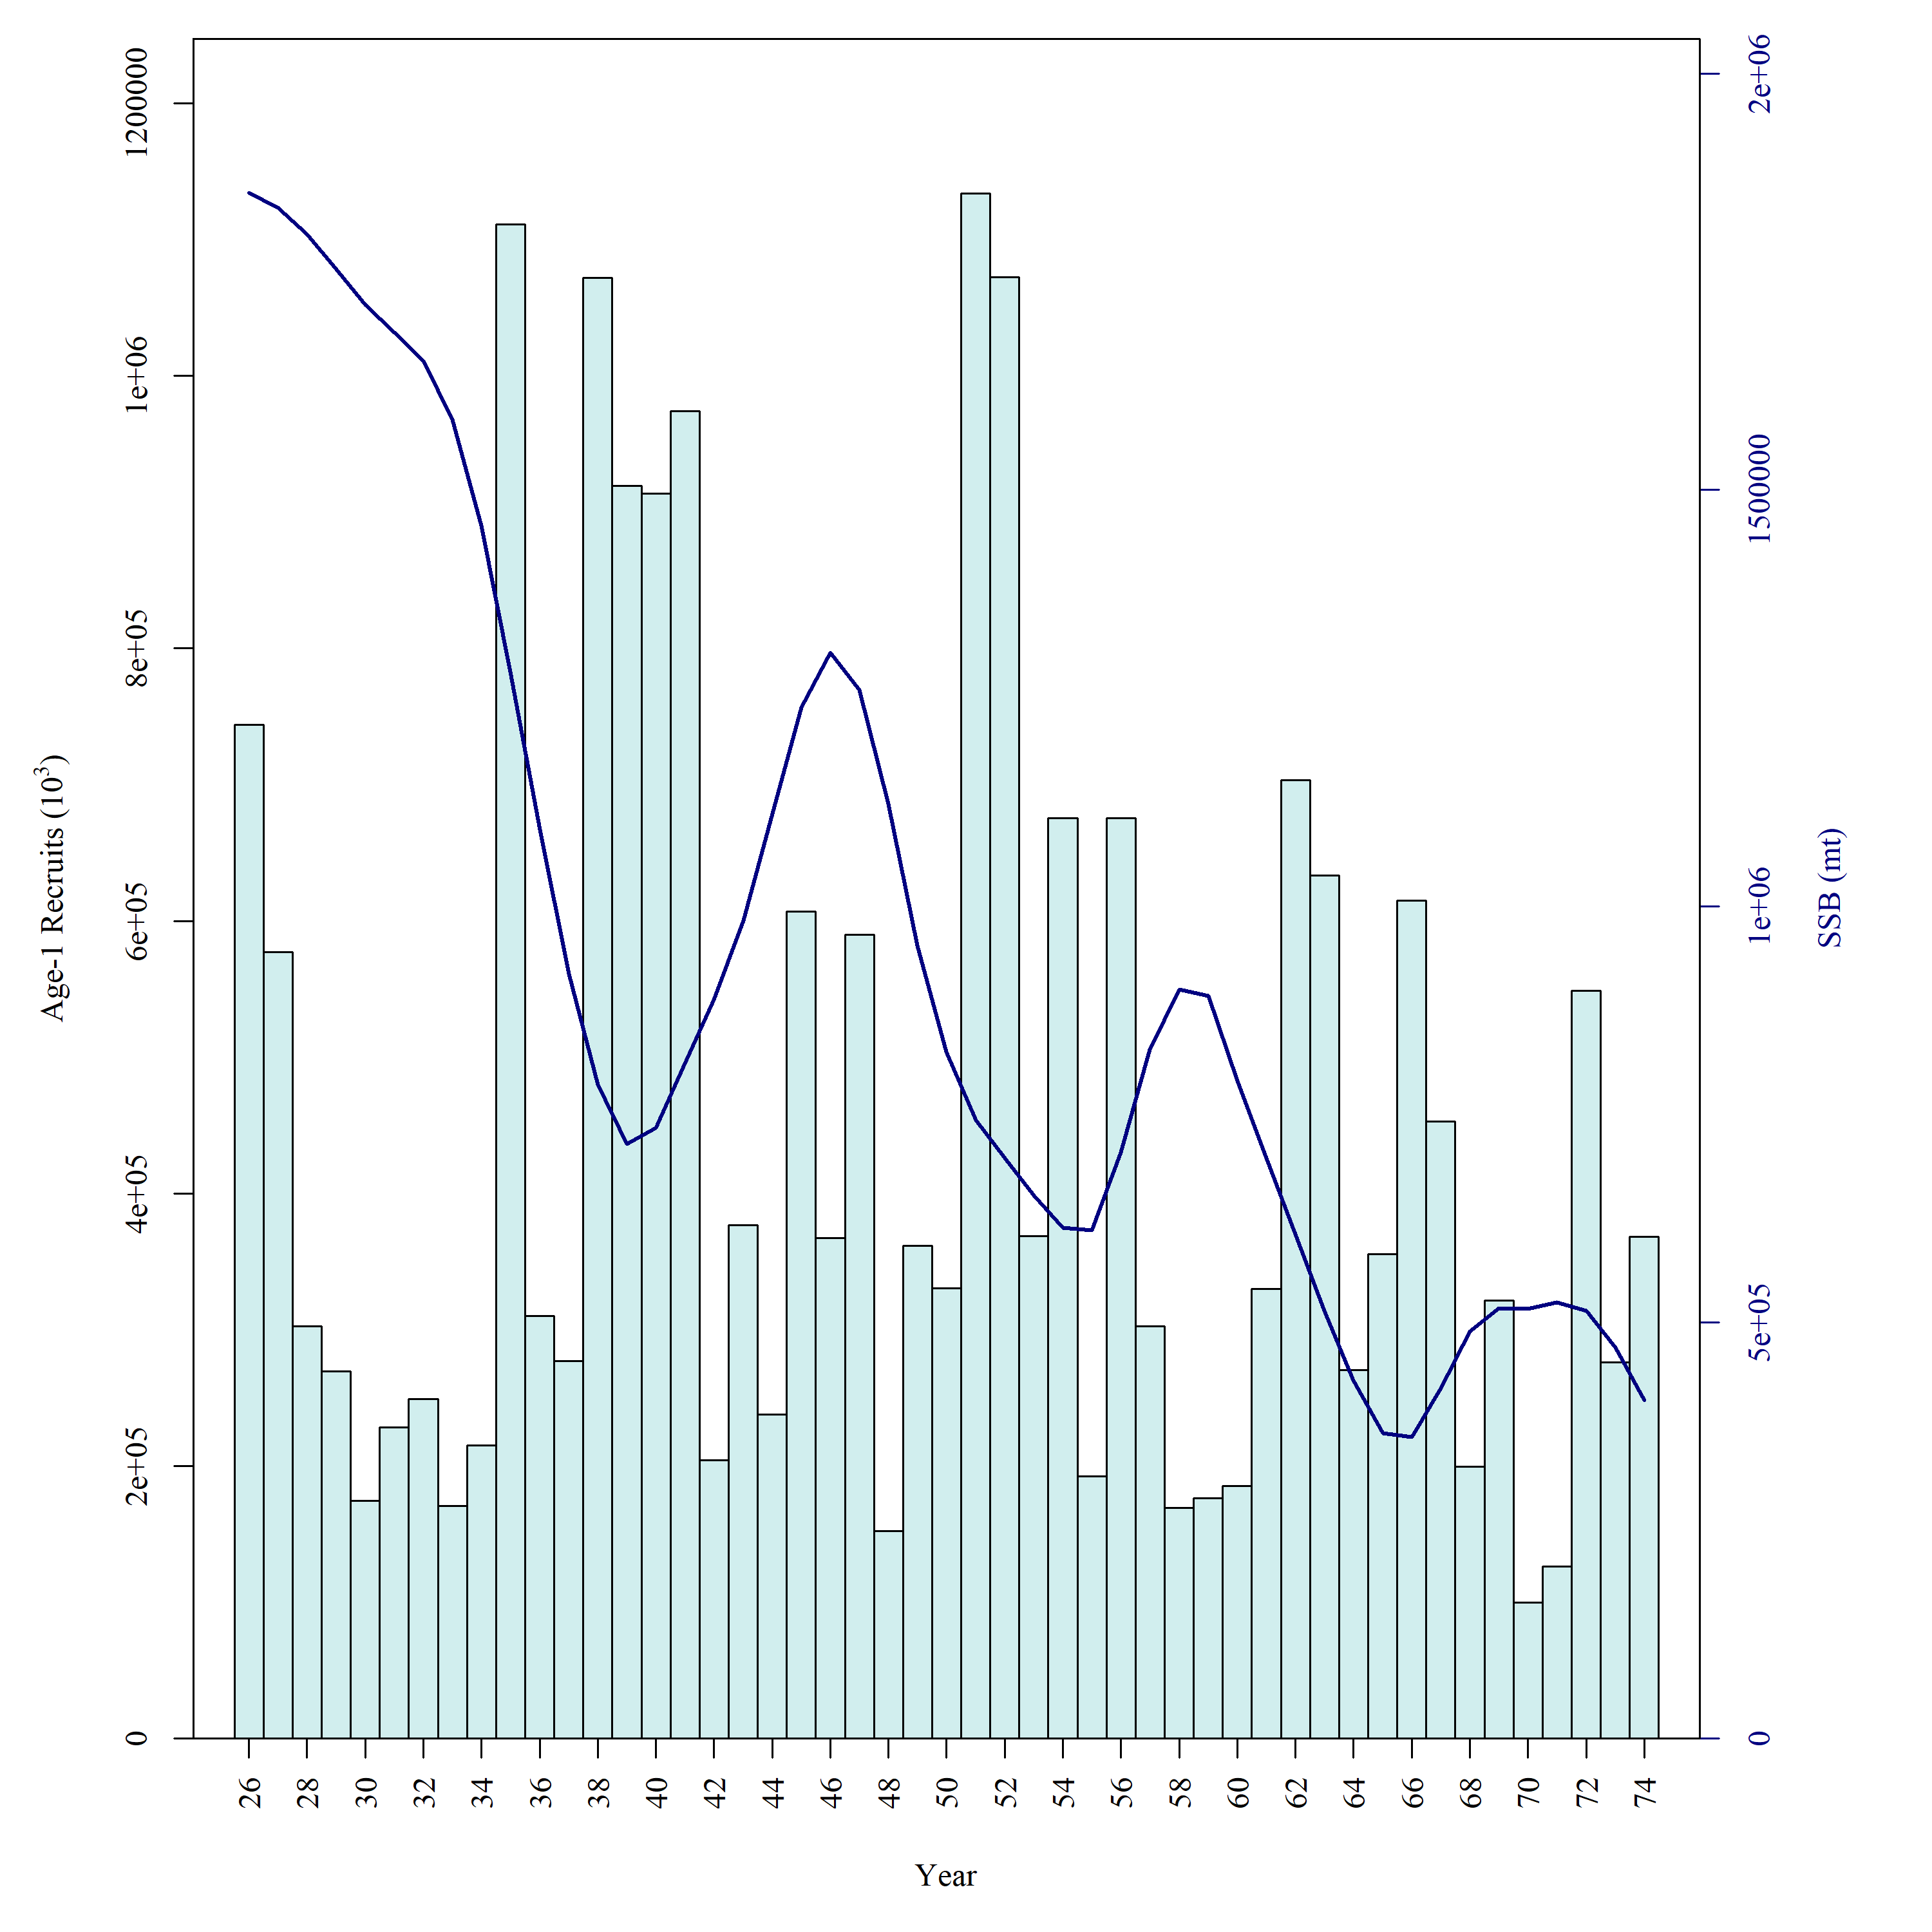 Age-1 Recruits (10³)
1200000
1e+06
8e+05
6e+05
4e+05
2e+05
0
2e+06
1500000
1e+06
5e+05
0
SSB (mt)
26 28 30 32 34 36 38 40 42 44 46 48 50 52 54 56 58 60 62 64 66 68 70 72 74
Year